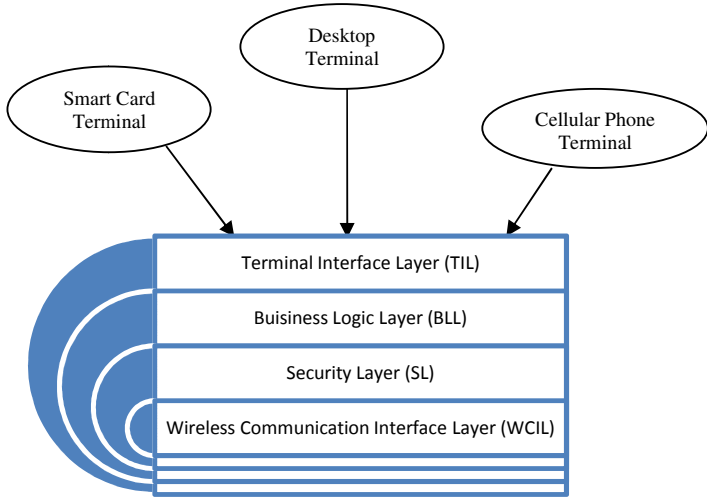 Desktop
Terminal
Smart Card
Terminal
Cellular Phone
Terminal
Terminal Interface Layer (TIL)
Buisiness Logic Layer (BLL)
Security Layer (SL)
Wireless Communication Interface Layer (WCIL)